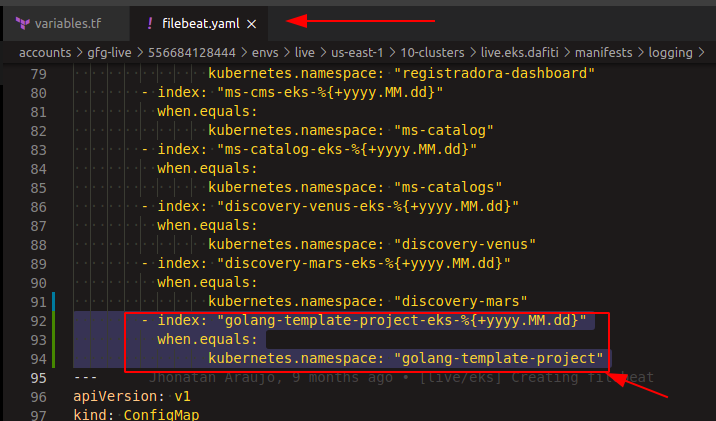 variables.tf ! filebeat.yaml ×
accounts > gfg-live > 556684128444 > envs > live > us-east-1 > 10-clusters > live.eks.dafiti > manifests > logging >
79 kubernetes.namespace: "registradora-dashboard"
80 - index: "ms-cms-eks-%{+yyyy.MM.dd}"
81 when.equals:
82 kubernetes.namespace: "ms-catalog"
83 - index: "ms-catalog-eks-%{+yyyy.MM.dd}"
84 when.equals:
85 kubernetes.namespace: "ms-catalogs"
86 - index: "discovery-venus-eks-%{+yyyy.MM.dd}"
87 when.equals:
88 kubernetes.namespace: "discovery-venus"
89 - index: "discovery-mars-eks-%{+yyyy.MM.dd}"
90 when.equals:
91 kubernetes.namespace: "discovery-mars"
92 - index: "golang-template-project-eks-%{+yyyy.MM.dd}"
93 when.equals:
94 kubernetes.namespace: "golang-template-project"
95 --- Jhonatan Araujo, 9 months ago • [live/eks] Creating filebeat
96 apiVersion: v1
97 kind: ConfigMap